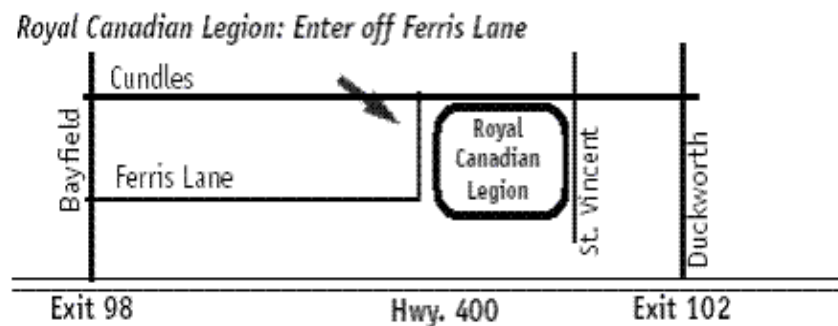 Royal Canadian Legion: Enter off Ferris Lane
Cundles
Bayfield
Ferris Lane
Royal
Canadian
Legion
St. Vincent
Duckworth
Exit 98
Hwy. 400
Exit 102